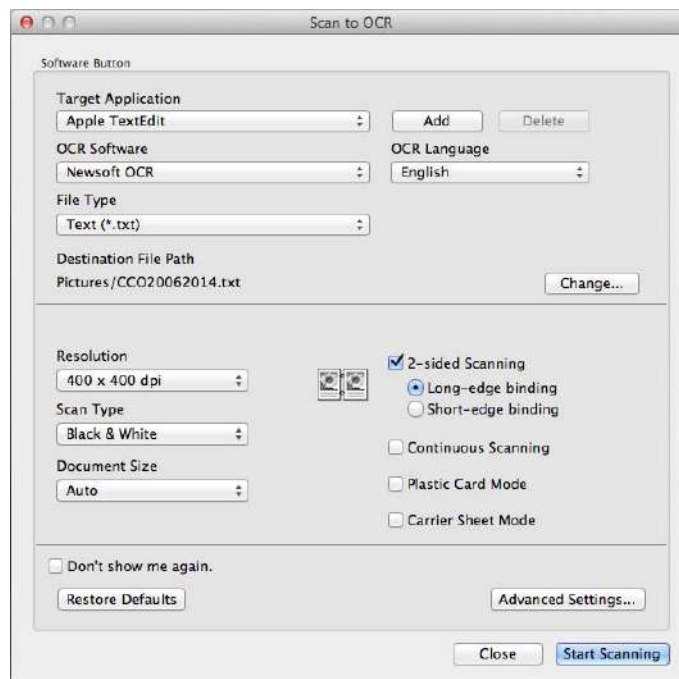 Scan to OCR
Software Button
Target Application
Apple TextEdit
Add
Delete
OCR Software
OCR Language
Newsoft OCR
English
File Type
Text (*.txt)
Destination File Path
Pictures/CCO20062014.txt
Change...
Resolution
400 x 400 dpi
2-sided Scanning
Long-edge binding
Short-edge binding
Scan Type
Black & White
Continuous Scanning
Document Size
Auto
Plastic Card Mode
Carrier Sheet Mode
Don't show me again.
Restore Defaults
Advanced Settings...
Close
Start Scanning